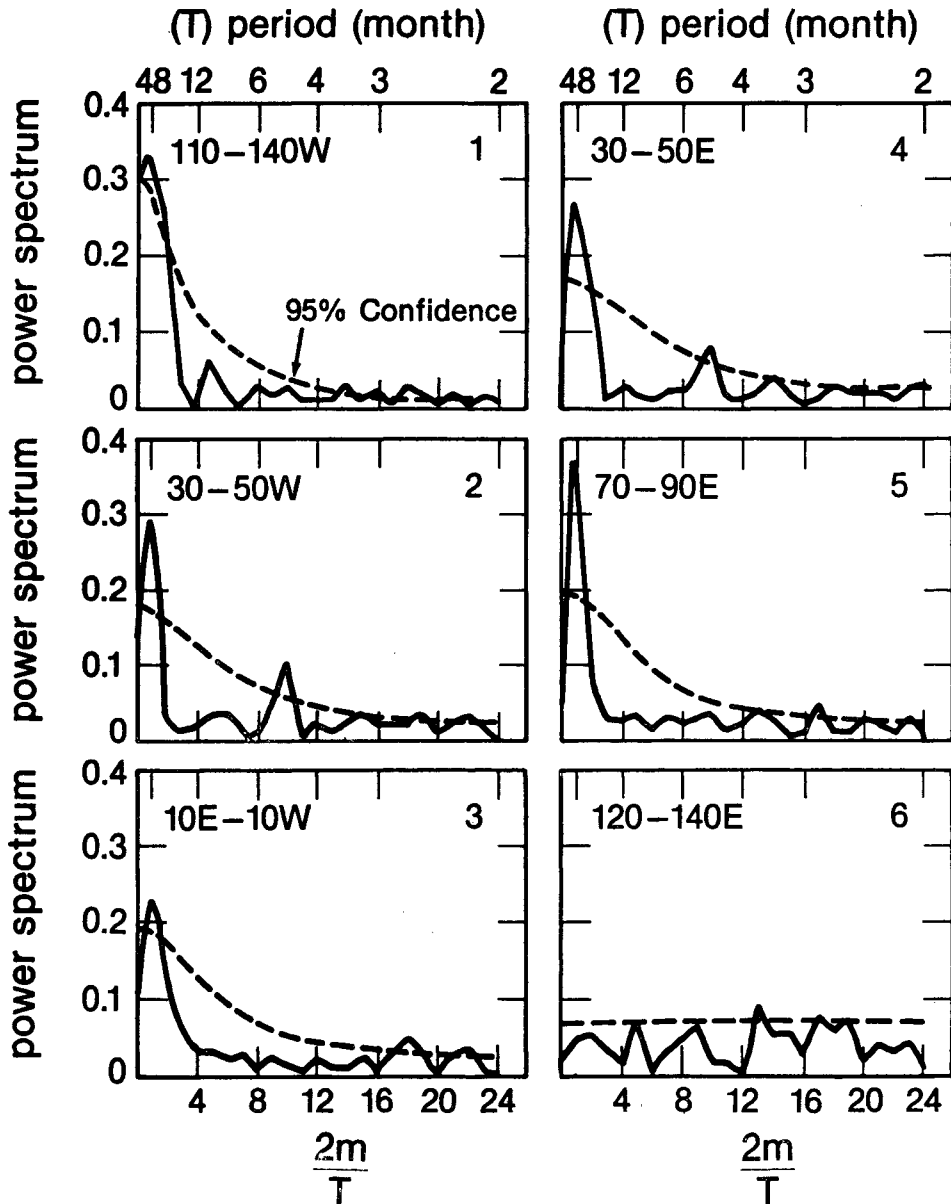 (T) period (month)
(T) period (month)
48 12 6 4 3 2
48 12 6 4 3 2
power spectrum
0.4
0.3
0.2
0.1
0
110–140W
1
95% Confidence
30–50E
4
power spectrum
0.4
0.3
0.2
0.1
0
30–50W
2
70–90E
5
power spectrum
0.4
0.3
0.2
0.1
0
10E–10W
3
120–140E
6
4 8 12 16 20 24
4 8 12 16 20 24
2m
T
2m
T